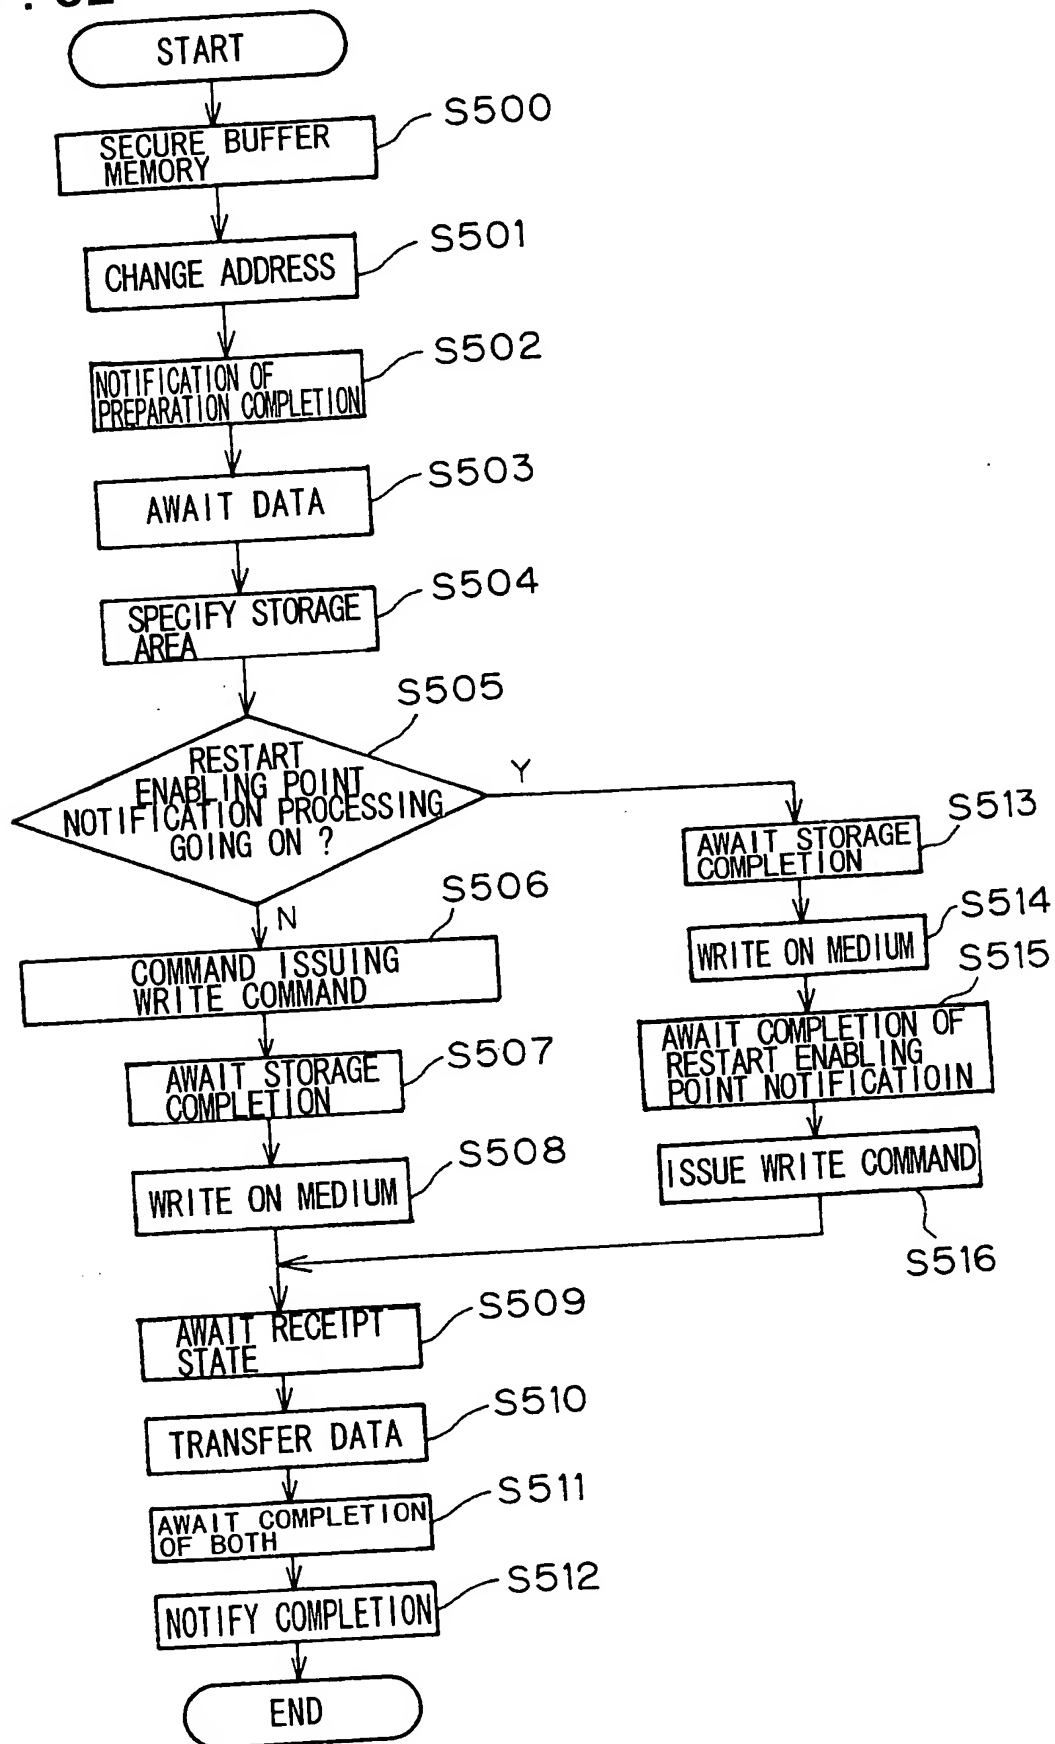 START
S500
SECURE BUFFER
MEMORY
S501
CHANGE ADDRESS
S502
NOTIFICATION OF
PREPARATION COMPLETION
S503
AWAIT DATA
S504
SPECIFY STORAGE
AREA
S505
RESTART
ENABLING POINT
NOTIFICATION PROCESSING
GOING ON ?
Y
N
S506
COMMAND ISSUING
WRITE COMMAND
S507
AWAIT STORAGE
COMPLETION
S508
WRITE ON MEDIUM
S513
AWAIT STORAGE
COMPLETION
S514
WRITE ON MEDIUM
S515
AWAIT COMPLETION OF
RESTART ENABLING
POINT NOTIFICATIOIN
ISSUE WRITE COMMAND
S516
S509
AWAIT RECEIPT
STATE
S510
TRANSFER DATA
S511
AWAIT COMPLETION
OF BOTH
S512
NOTIFY COMPLETION
END